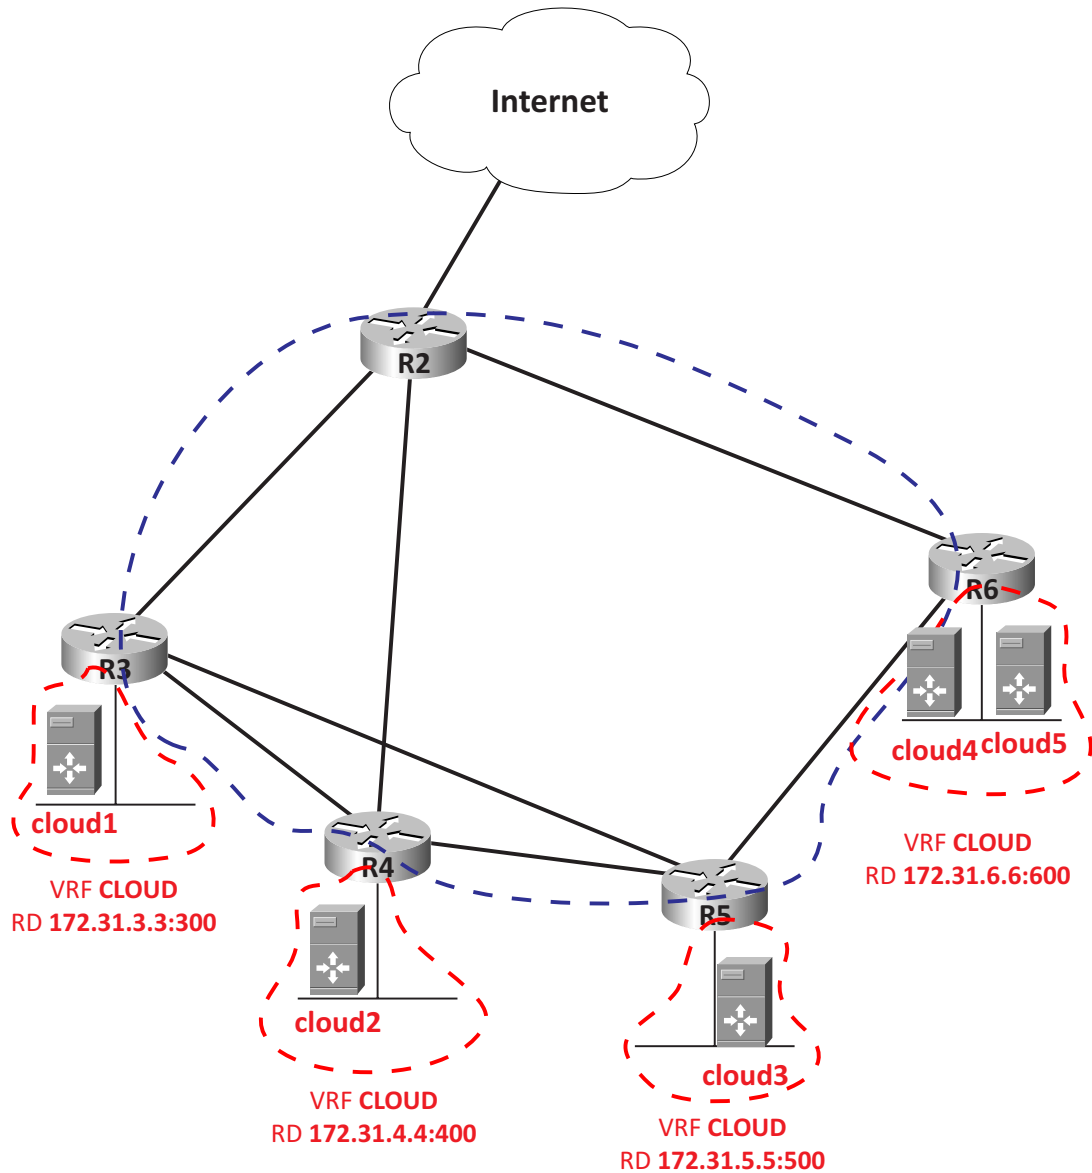 Internet
R2
R6
R3
cloud4
cloud5
cloud1
R4
VRF CLOUD
RD 172.31.6.6:600
VRF CLOUD
RD 172.31.3.3:300
R5
cloud2
cloud3
VRF CLOUD
RD 172.31.4.4:400
VRF CLOUD
RD 172.31.5.5:500